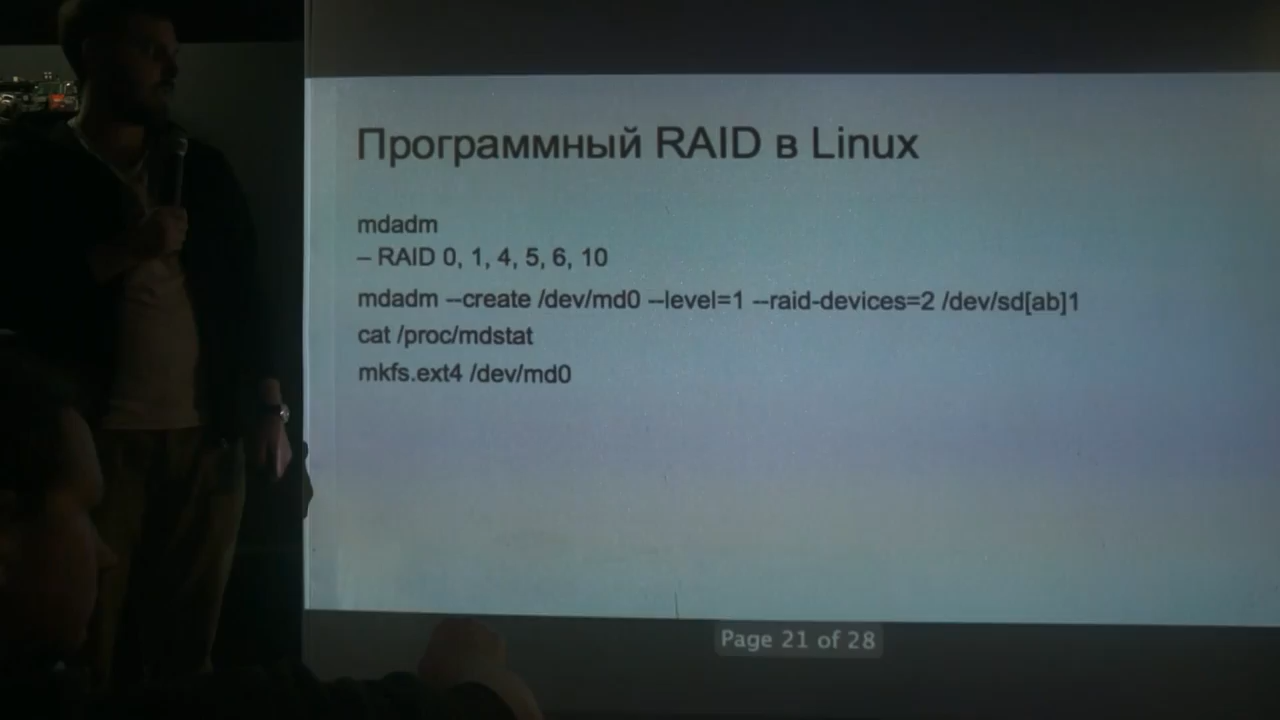 Программный RAID в Linux
mdadm
– RAID 0, 1, 4, 5, 6, 10
mdadm --create /dev/md0 --level=1 --raid-devices=2 /dev/sd[ab]1
cat /proc/mdstat
mkfs.ext4 /dev/md0
Page 21 of 28